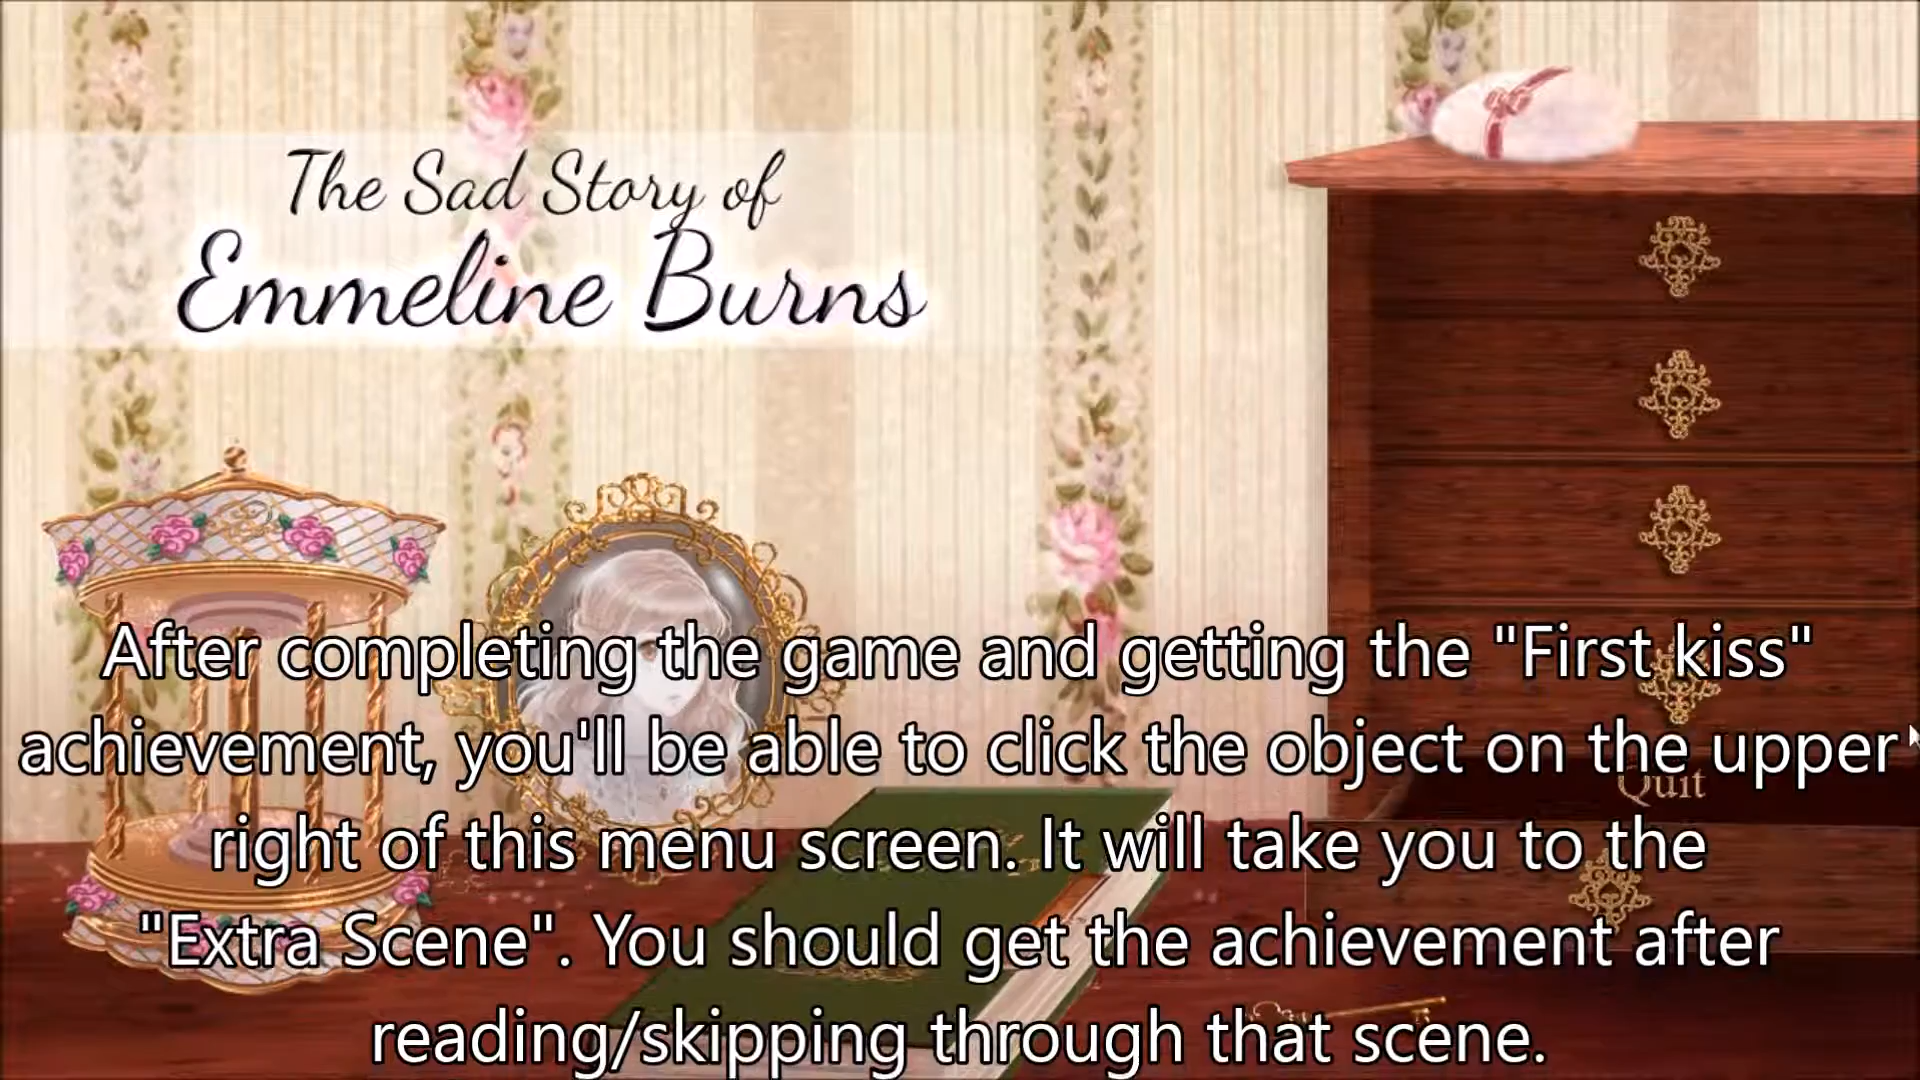 The Sad Story of
Emmeline Burns
After completing the game and getting the "First kiss"
achievement, you'll be able to click the object on the upper
Quit
right of this menu screen. It will take you to the
"Extra Scene". You should get the achievement after
reading/skipping through that scene.